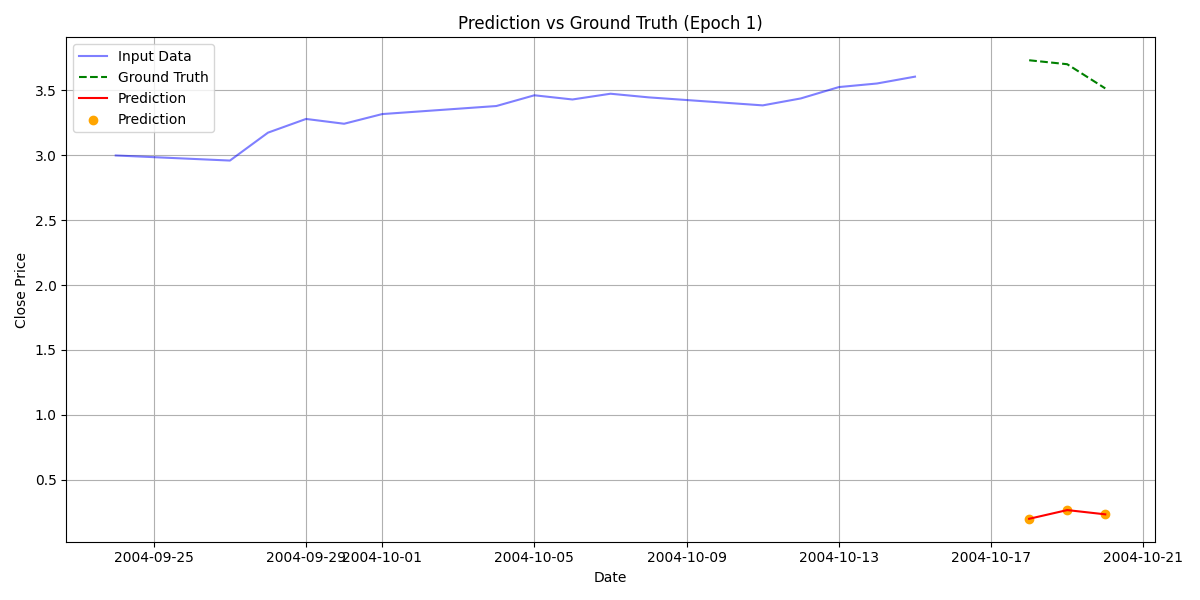 Prediction vs Ground Truth (Epoch 1)
Input Data
Ground Truth
Prediction
Prediction
Close Price
3.5
3.0
2.5
2.0
1.5
1.0
0.5
2004-09-25
2004-09-29
2004-10-01
2004-10-05
2004-10-09
2004-10-13
2004-10-17
2004-10-21
Date